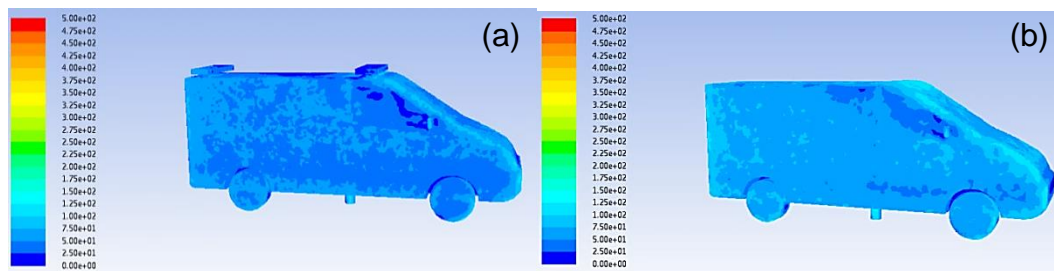 (a)
5.00e+02
4.75e+02
4.50e+02
4.25e+02
4.00e+02
3.75e+02
3.50e+02
3.25e+02
3.00e+02
2.75e+02
2.50e+02
2.25e+02
2.00e+02
1.75e+02
1.50e+02
1.25e+02
1.00e+02
7.50e+01
5.00e+01
2.50e+01
0.00e+00
(b)
5.00e+02
4.75e+02
4.50e+02
4.25e+02
4.00e+02
3.75e+02
3.50e+02
3.25e+02
3.00e+02
2.75e+02
2.50e+02
2.25e+02
2.00e+02
1.75e+02
1.50e+02
1.25e+02
1.00e+02
7.50e+01
5.00e+01
2.50e+01
0.00e+00